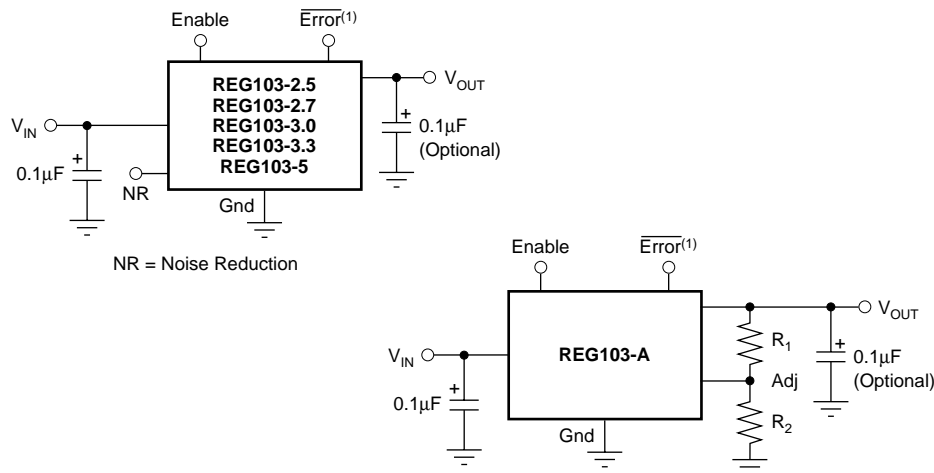 Enable
Error(1)
REG103-2.5
REG103-2.7
REG103-3.0
REG103-3.3
REG103-5
VOUT
VIN
+
0.1µF
(Optional)
+
0.1µF
NR
Gnd
NR = Noise Reduction
Enable
Error(1)
REG103-A
VOUT
R1
+
0.1µF
(Optional)
VIN
Adj
+
0.1µF
R2
Gnd